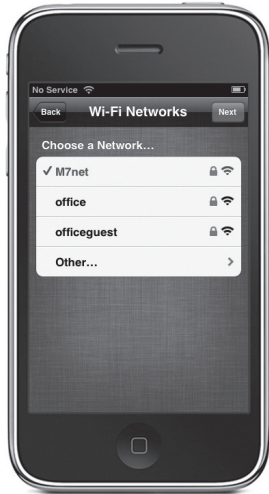 No Service
Back Wi-Fi Networks Next
Choose a Network...
M7net
office
officeguest
Other...